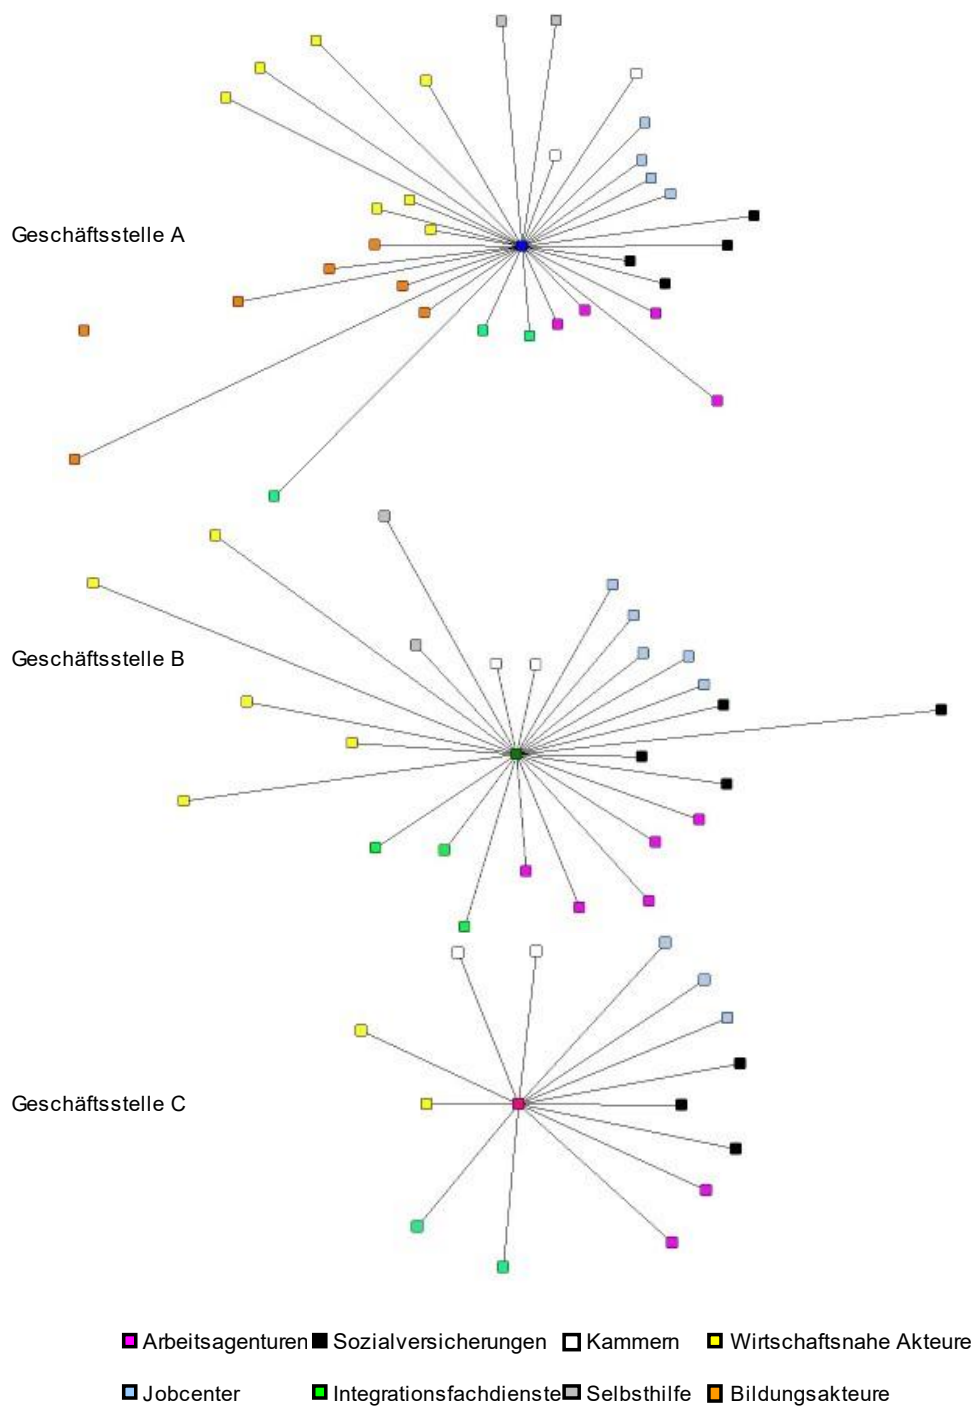 Geschäftsstelle A
Geschäftsstelle B
Geschäftsstelle C
Arbeitsagenturen Sozialversicherungen Kammern Wirtschaftsnahe Akteure
Jobcenter Integrationsfachdienste Selbsthilfe Bildungsakteure